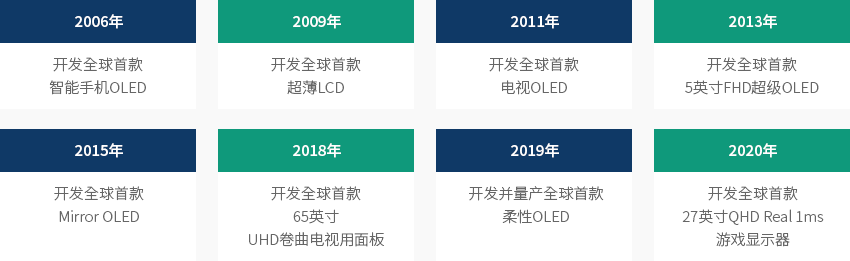 2006年
开发全球首款
智能手机OLED
2009年
开发全球首款
超薄LCD
2011年
开发全球首款
电视OLED
2013年
开发全球首款
5英寸FHD超级OLED
2015年
开发全球首款
Mirror OLED
2018年
开发全球首款
65英寸
UHD卷曲电视用面板
2019年
开发并量产全球首款
柔性OLED
2020年
开发全球首款
27英寸QHD Real 1ms
游戏显示器